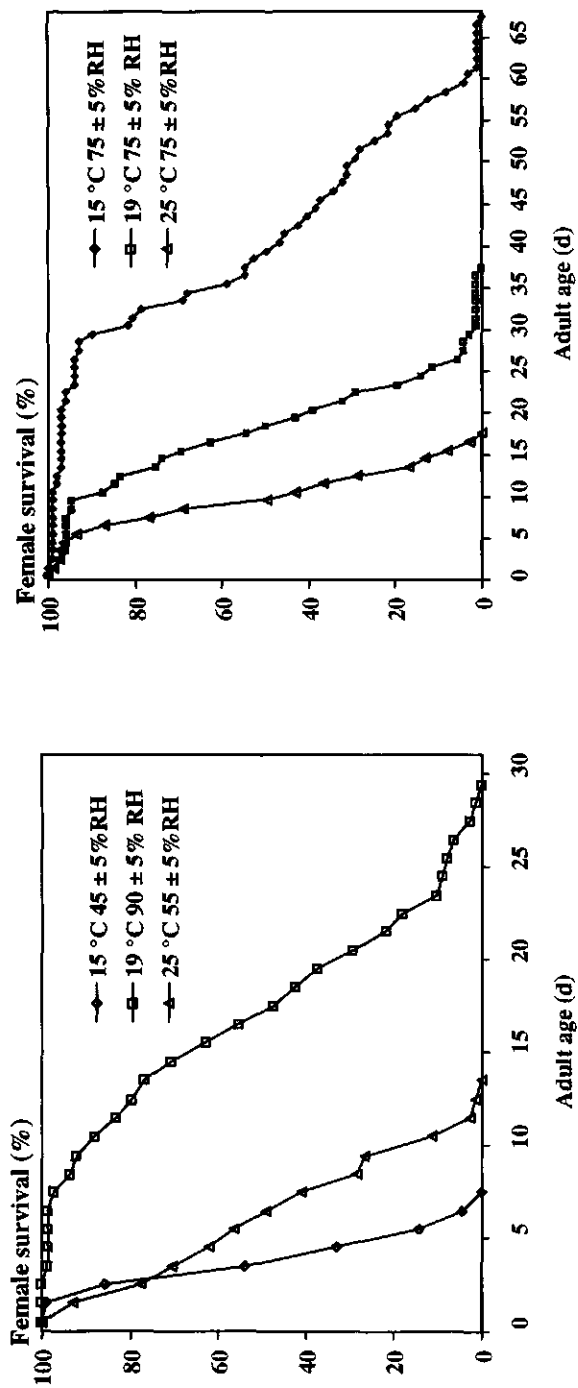 Female survival (%)
100
80
60
40
20
0
15 °C 45 ± 5%RH
19 °C 90 ± 5% RH
25 °C 55 ± 5%RH
0 5 10 15 20 25 30
Adult age (d)
Female survival (%)
100
80
60
40
20
0
15 °C 75 ± 5%RH
19 °C 75 ± 5% RH
25 °C 75 ± 5%RH
0 5 10 15 20 25 30 35 40 45 50 55 60 65
Adult age (d)